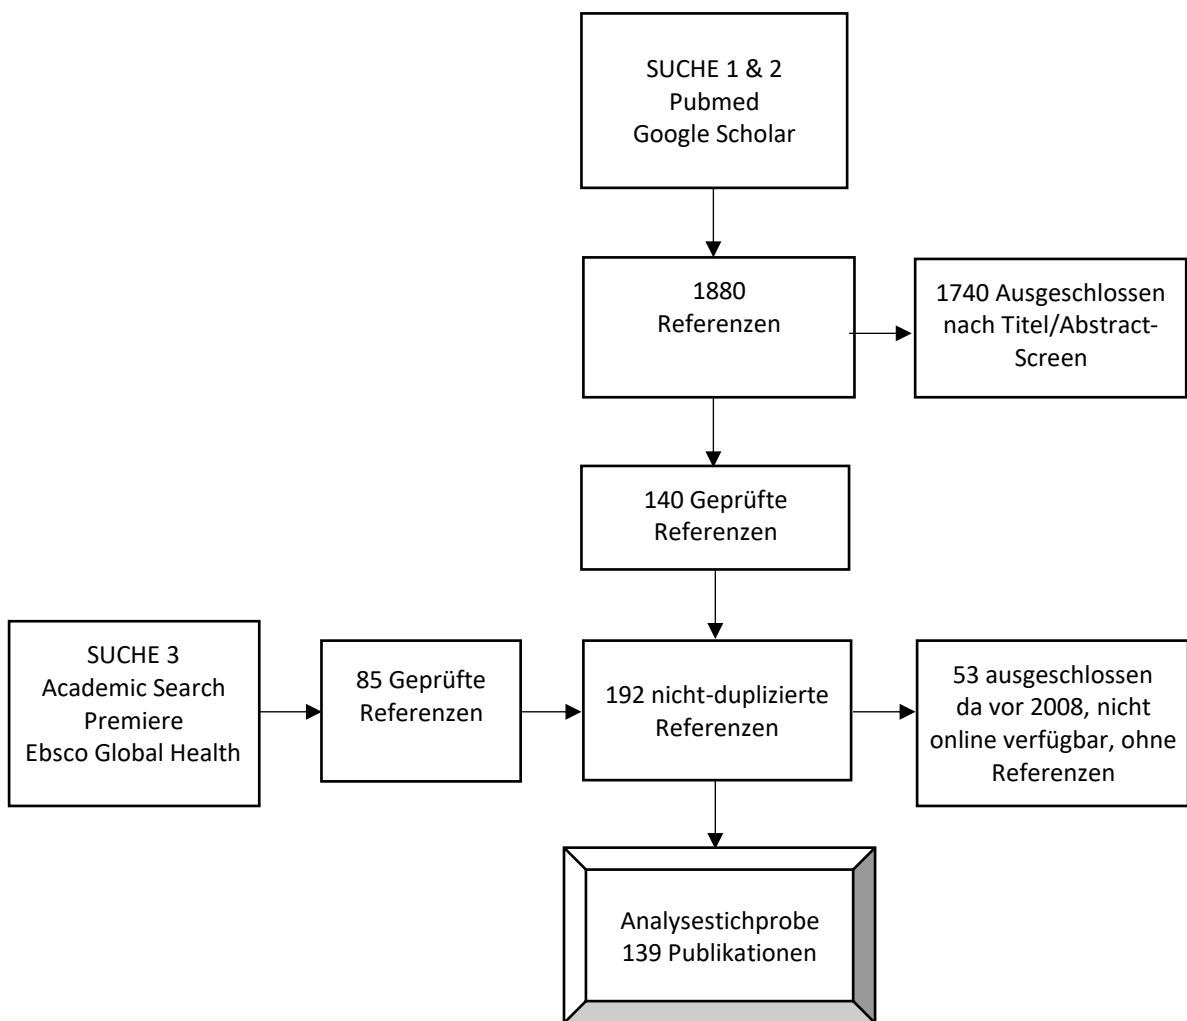 SUCHE 1 & 2
Pubmed
Google Scholar
1880
Referenzen
1740 Ausgeschlossen
nach Titel/Abstract-
Screen
140 Geprüfte
Referenzen
SUCHE 3
Academic Search
Premiere
Ebsco Global Health
85 Geprüfte
Referenzen
192 nicht-duplizierte
Referenzen
53 ausgeschlossen
da vor 2008, nicht
online verfügbar, ohne
Referenzen
Analysestichprobe
139 Publikationen